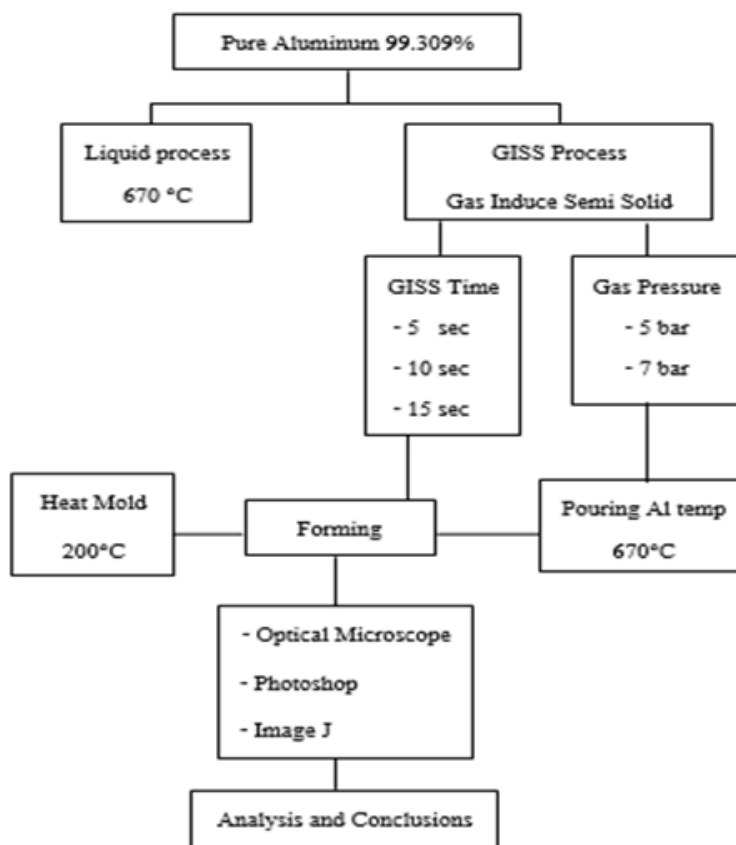 Pure Aluminum 99.309%
Liquid process
670 °C
GISS Process
Gas Induce Semi Solid
GISS Time
- 5 sec
- 10 sec
- 15 sec
Gas Pressure
- 5 bar
- 7 bar
Heat Mold
200°C
Forming
Pouring Al temp
670°C
- Optical Microscope
- Photoshop
- Image J
Analysis and Conclusions